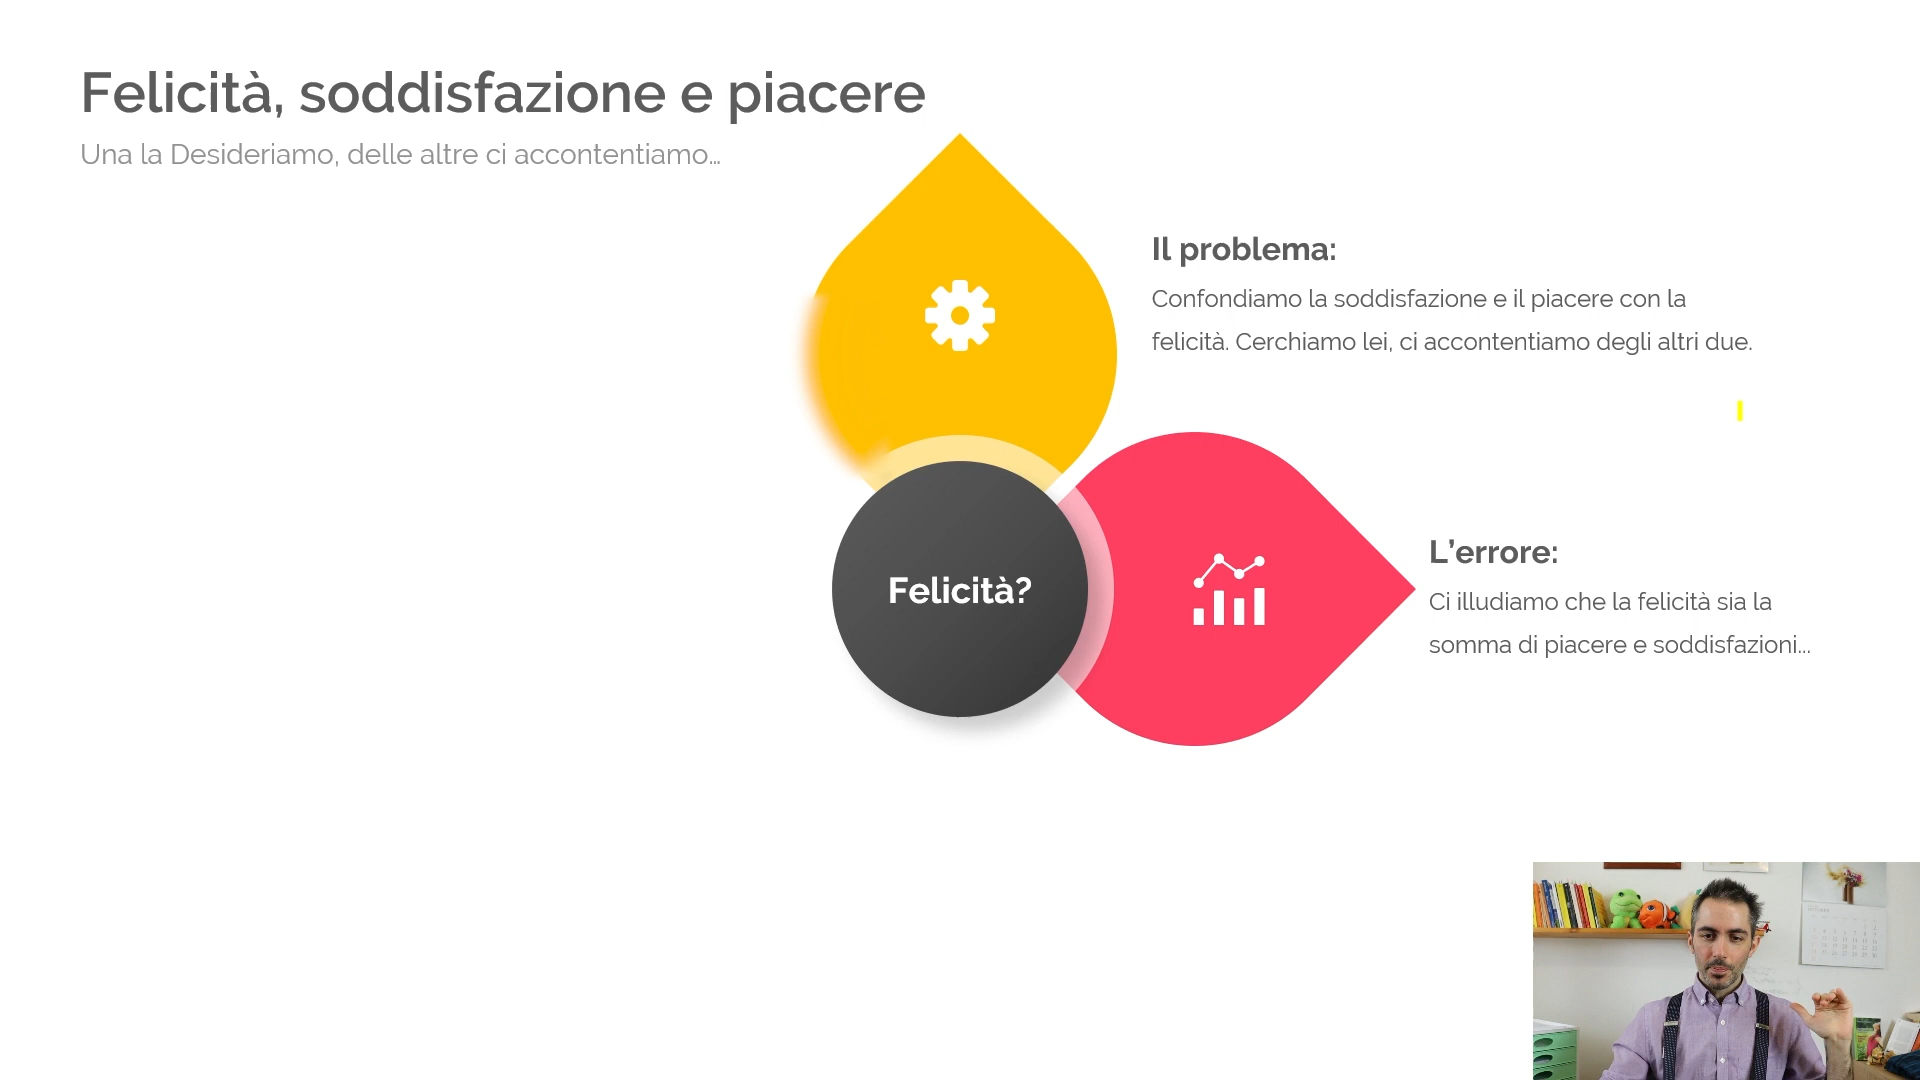 Felicità, soddisfazione e piacere
Una la Desideriamo, delle altre ci accontentiamo...
Il problema:
Confondiamo la soddisfazione e il piacere con la
felicità. Cerchiamo lei, ci accontentiamo degli altri due.
Felicità?
L’errore:
Ci illudiamo che la felicità sia la
somma di piacere e soddisfazioni...